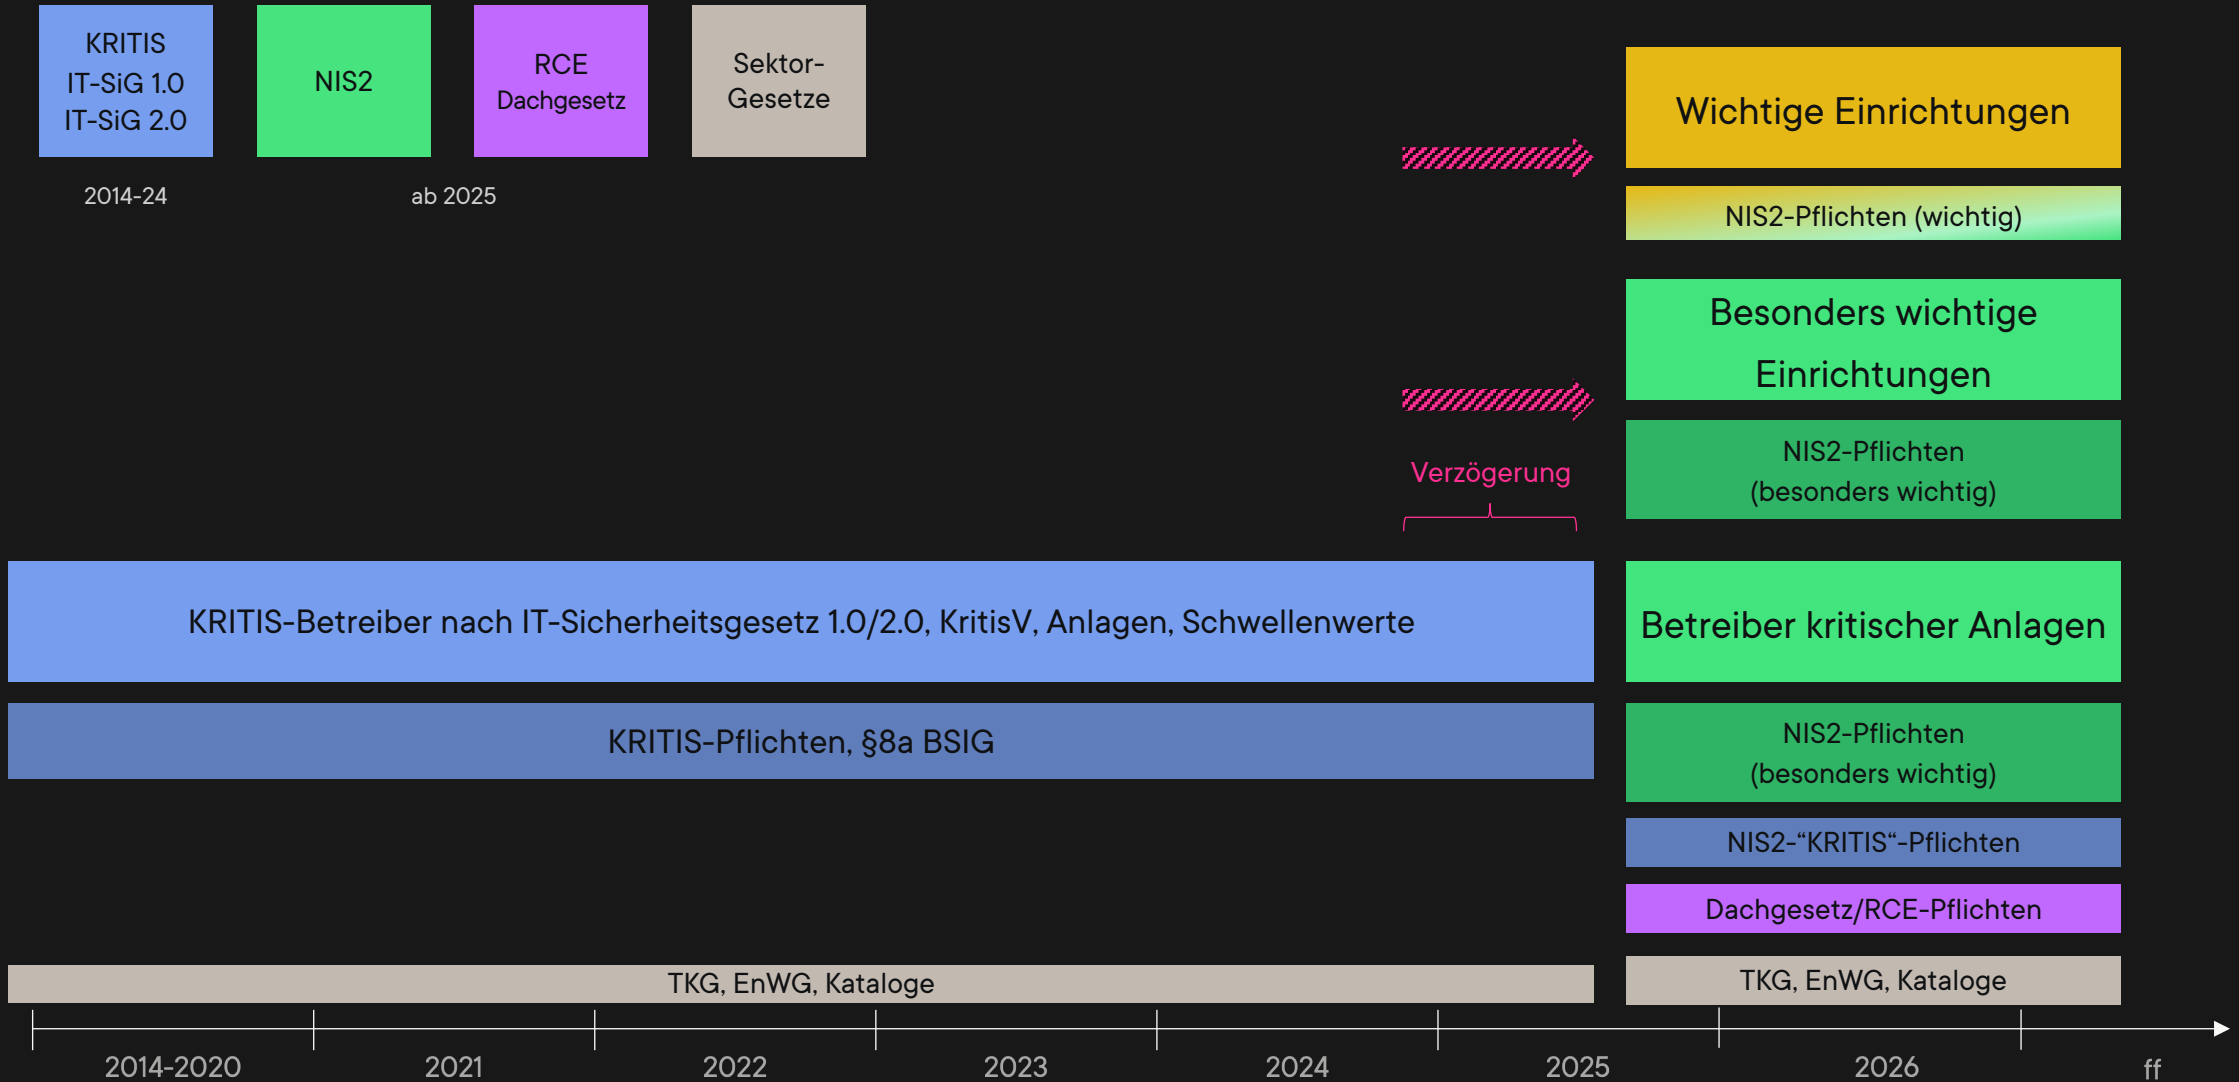 KRITIS
IT-SiG 1.0
IT-SiG 2.0
NIS2
RCE
Dachgesetz
Sektor-
Gesetze
2014-24
ab 2025
Wichtige Einrichtungen
NIS2-Pflichten (wichtig)
Besonders wichtige
Einrichtungen
NIS2-Pflichten
(besonders wichtig)
Verzögerung
KRITIS-Betreiber nach IT-Sicherheitsgesetz 1.0/2.0, KritisV, Anlagen, Schwellenwerte
Betreiber kritischer Anlagen
KRITIS-Pflichten, §8a BSIG
NIS2-Pflichten
(besonders wichtig)
NIS2-“KRITIS“-Pflichten
Dachgesetz/RCE-Pflichten
TKG, EnWG, Kataloge
TKG, EnWG, Kataloge
2014-2020
2021
2022
2023
2024
2025
2026
ff